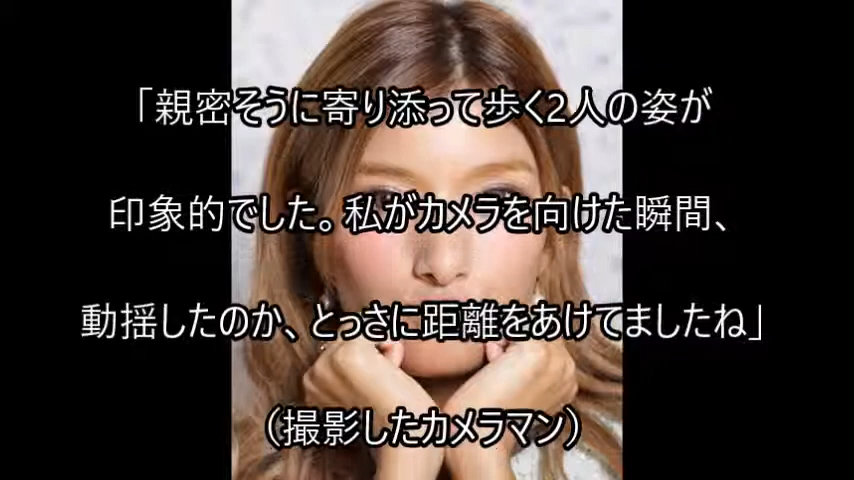 「親密そうに寄り添って歩く2人の姿が
印象的でした。私がカメラを向けた瞬間、
動揺したのか、とっさに距離をあけてましたね」
（撮影したカメラマン）